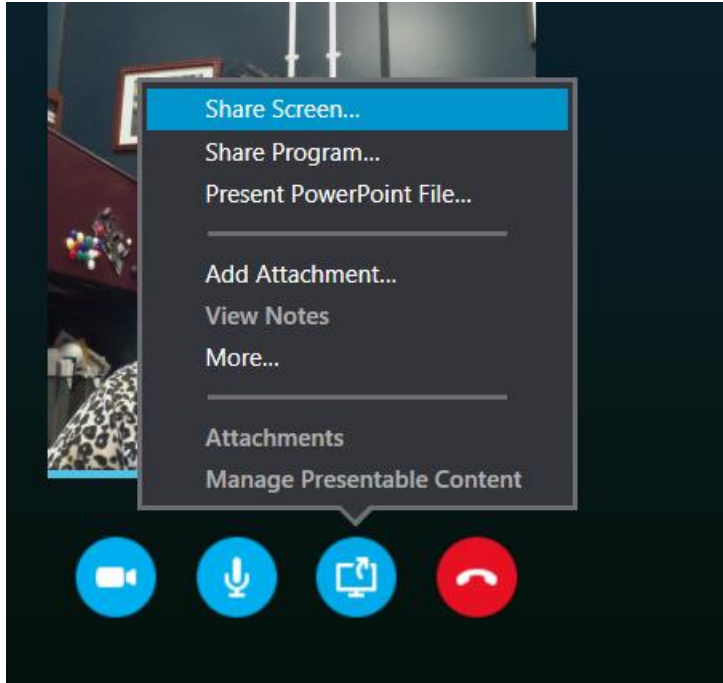 Share Screen...
Share Program...
Present PowerPoint File...
Add Attachment...
View Notes
More...
Attachments
Manage Presentable Content